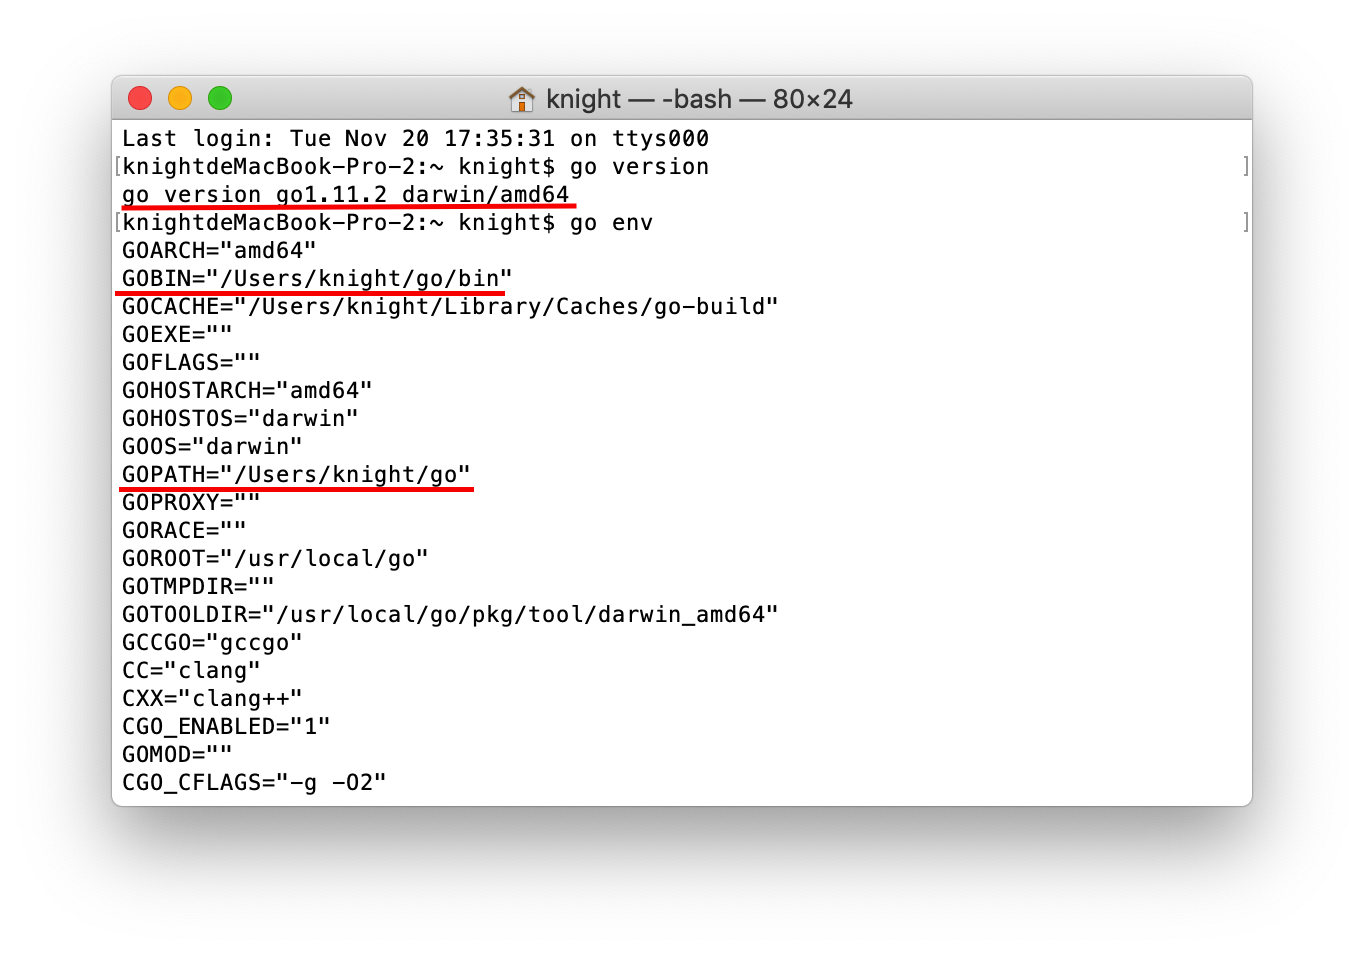 knight — -bash — 80×24
Last login: Tue Nov 20 17:35:31 on ttys000
[knightdeMacBook-Pro-2:~ knight$ go version ]
go version go1.11.2 darwin/amd64
[knightdeMacBook-Pro-2:~ knight$ go env ]
GOARCH="amd64"
GOBIN="/Users/knight/go/bin"
GOCACHE="/Users/knight/Library/Caches/go-build"
GOEXE=""
GOFLAGS=""
GOHOSTARCH="amd64"
GOHOSTOS="darwin"
GOOS="darwin"
GOPATH="/Users/knight/go"
GOPROXY=""
GORACE=""
GOROOT="/usr/local/go"
GOTMPDIR=""
GOTOOLDIR="/usr/local/go/pkg/tool/darwin_amd64"
GCCGO="gccgo"
CC="clang"
CXX="clang++"
CGO_ENABLED="1"
GOMOD=""
CGO_CFLAGS="-g -O2"